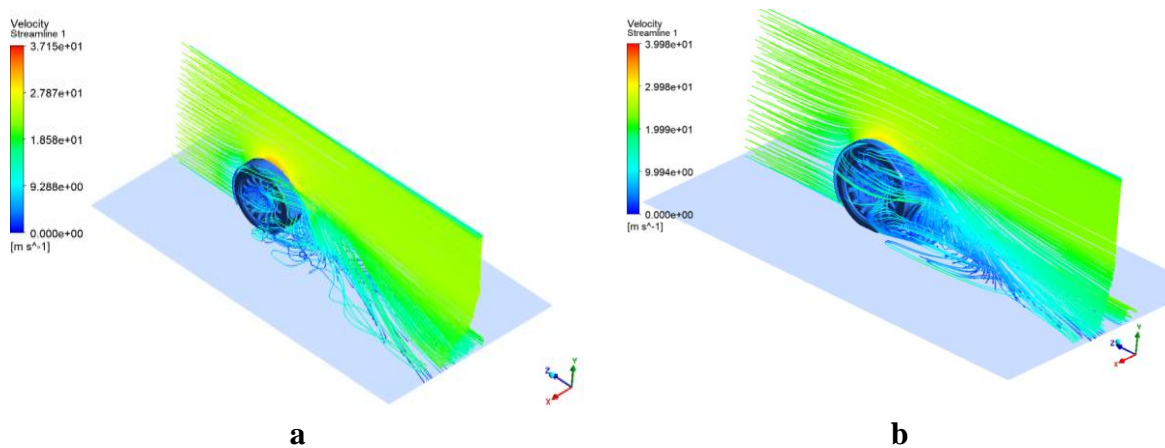 Velocity
Streamline 1
3.715e+01
2.787e+01
1.858e+01
9.288e+00
0.000e+00
[m s^-1]
Y
Z
X
a
Velocity
Streamline 1
3.998e+01
2.998e+01
1.999e+01
9.994e+00
0.000e+00
[m s^-1]
Y
Z
X
b